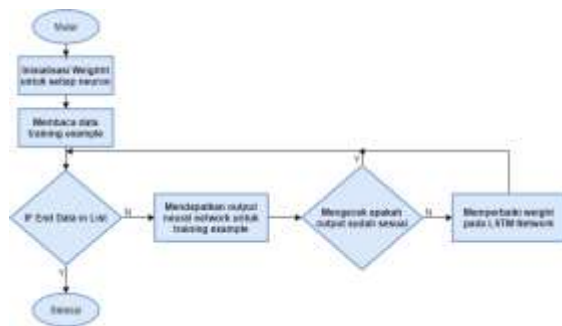 Mulai
Inisialisasi Weight
untuk setiap neuron
Membaca data
training example
IF End Data in List
N
Mendapatkan output
neural network untuk
training example
Y
Mengecek apakah
output sudah sesuai
N
Memperbaiki weight
pada LSTM Network
Y
Selesai